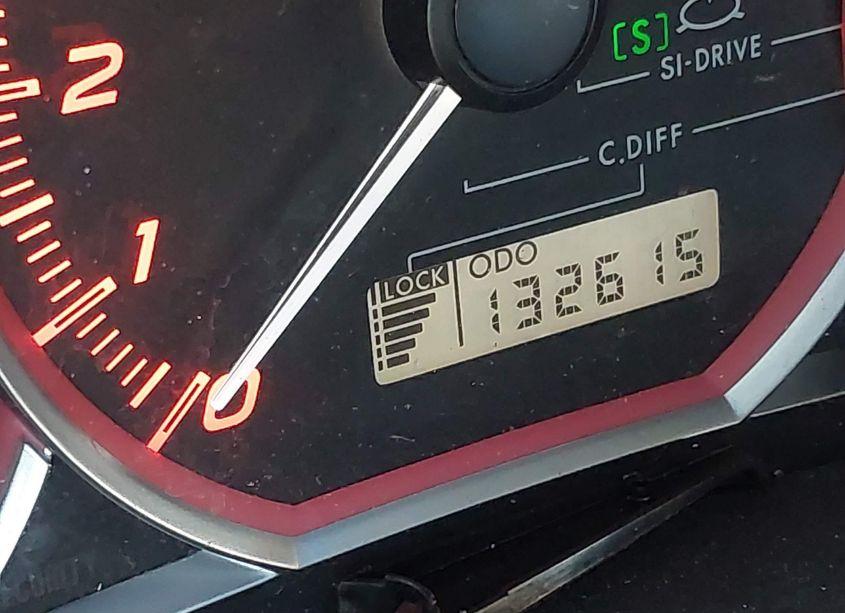 [S]
SI-DRIVE
2
C.DIFF
1
LOCK
ODO
132615
0